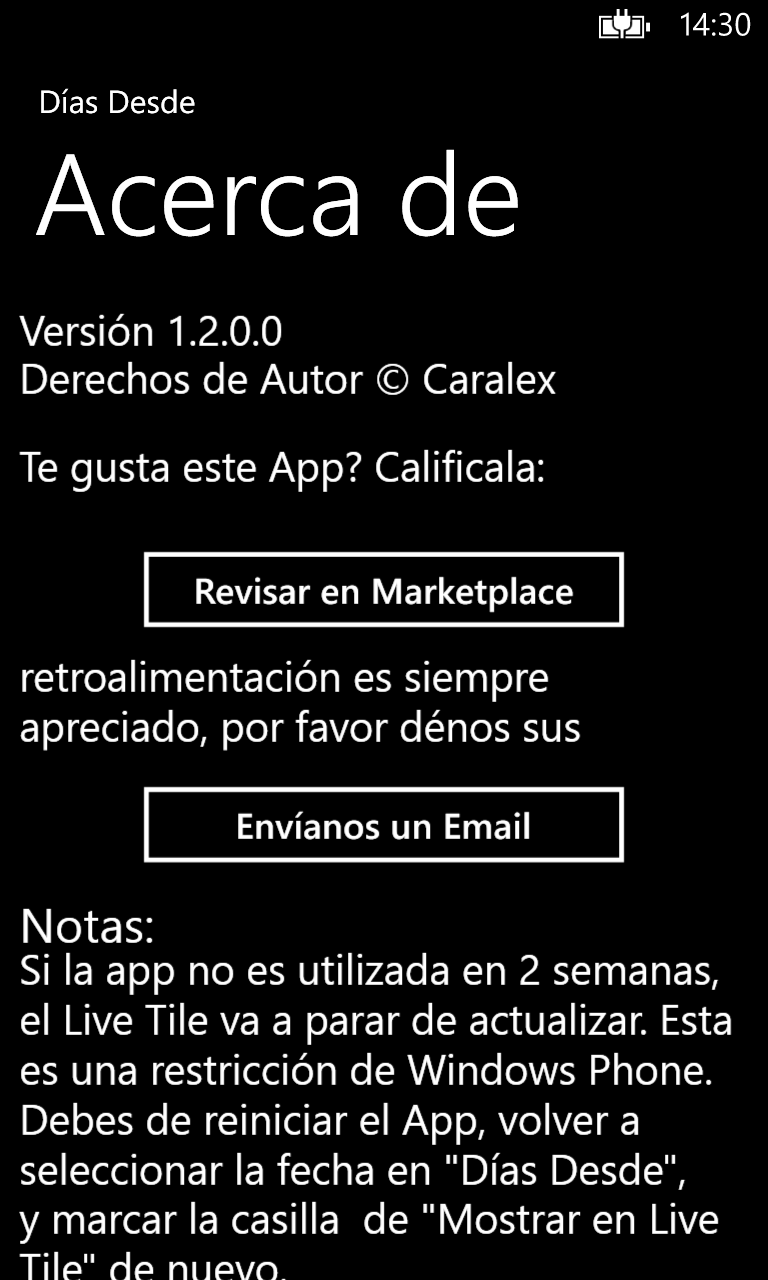 14:30
Días Desde
Acerca de
Versión 1.2.0.0
Derechos de Autor © Caralex
Te gusta este App? Calificala:
Revisar en Marketplace
retroalimentación es siempre
apreciado, por favor dénos sus
Envíanos un Email
Notas:
Si la app no es utilizada en 2 semanas,
el Live Tile va a parar de actualizar. Esta
es una restricción de Windows Phone.
Debes de reiniciar el App, volver a
seleccionar la fecha en "Días Desde",
y marcar la casilla  de "Mostrar en Live
Tile" de nuevo.